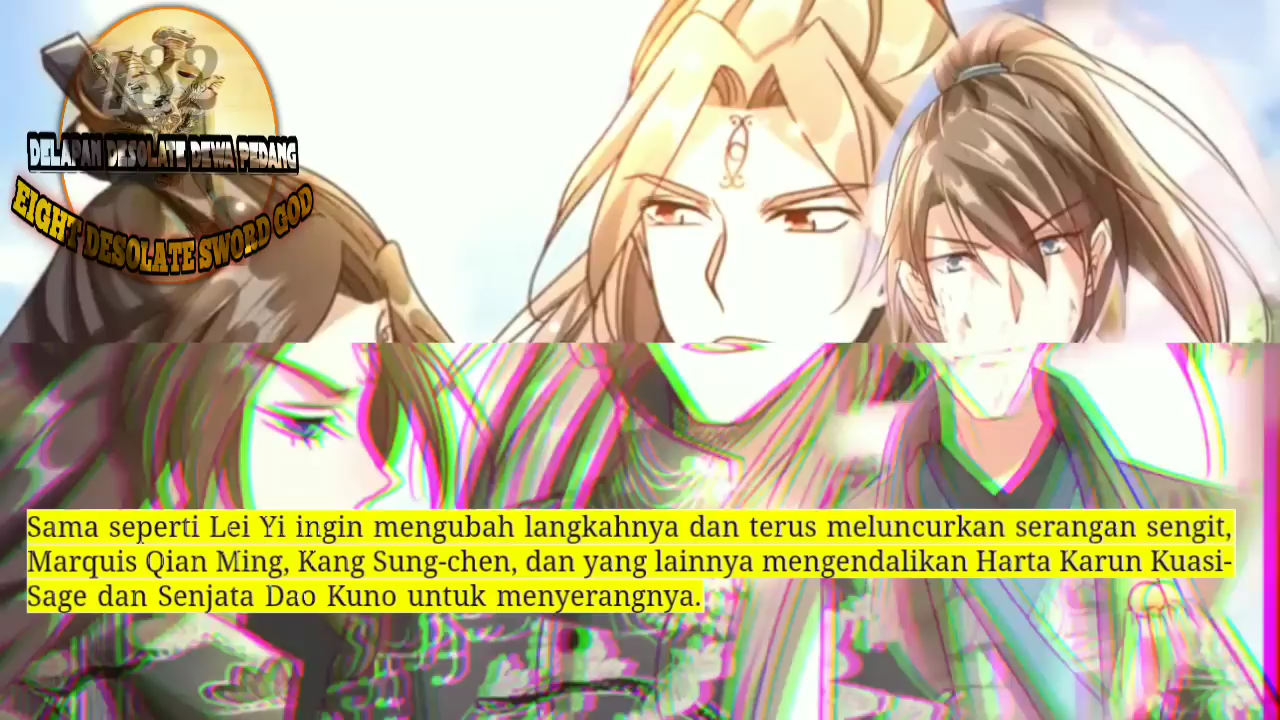 DELAPAN DESOLATE DEWA PEDANG
EIGHT DESOLATE SWORD GOD
Sama seperti Lei Yi ingin mengubah langkahnya dan terus meluncurkan serangan sengit,
Marquis Qian Ming, Kang Sung-chen, dan yang lainnya mengendalikan Harta Karun Kuasi-
Sage dan Senjata Dao Kuno untuk menyerangnya.